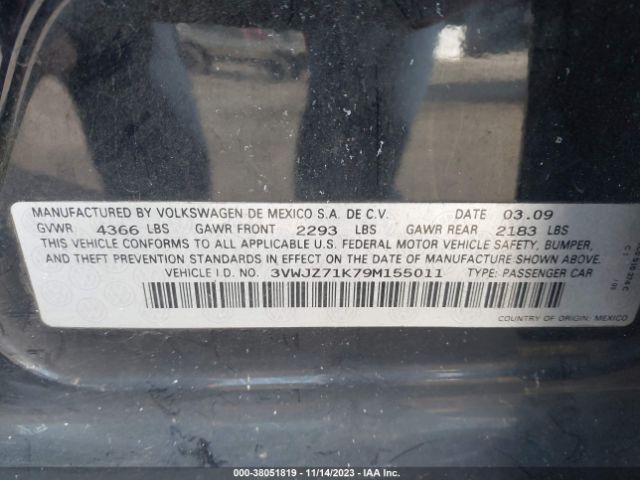 MANUFACTURED BY VOLKSWAGEN DE MEXICO S.A. DE C.V. DATE 03.09
GVWR 4366 LBS GAWR FRONT 2293 LBS GAWR REAR 2183 LBS
THIS VEHICLE CONFORMS TO ALL APPLICABLE U.S. FEDERAL MOTOR VEHICLE SAFETY, BUMPER,
AND THEFT PREVENTION STANDARDS IN EFFECT ON THE DATE OF MANUFACTURE SHOWN ABOVE.
VEHICLE I.D. NO. 3VWJZ71K79M155011 TYPE: PASSENGER CAR
COUNTRY OF ORIGIN: MEXICO
000-38051819 - 11/14/2023 - IAA Inc.